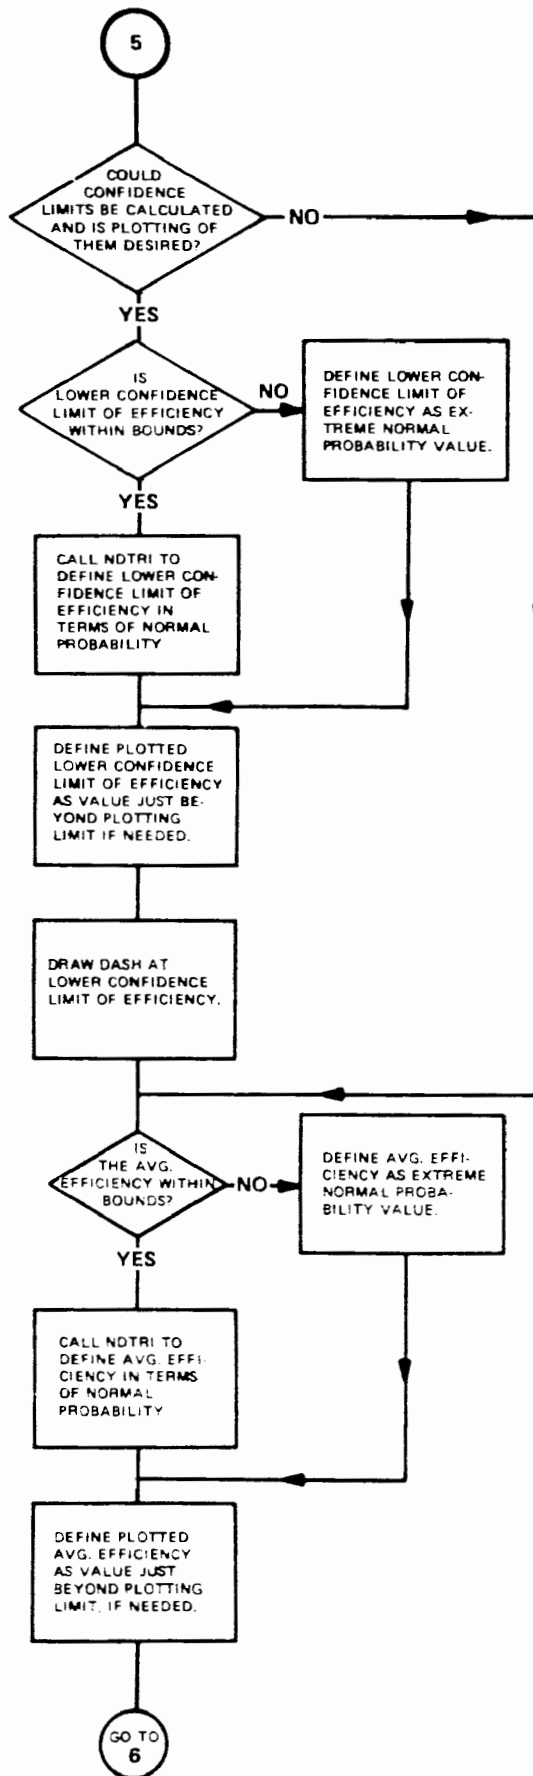 5
COULD
CONFIDENCE
LIMITS BE CALCULATED
AND IS PLOTTING OF
THEM DESIRED?
NO
YES
IS
LOWER CONFIDENCE
LIMIT OF EFFICIENCY
WITHIN BOUNDS?
NO
DEFINE LOWER CON-
FIDENCE LIMIT OF
EFFICIENCY AS EX-
TREME NORMAL
PROBABILITY VALUE.
YES
CALL NDTRI TO
DEFINE LOWER CON-
FIDENCE LIMIT OF
EFFICIENCY IN
TERMS OF NORMAL
PROBABILITY
DEFINE PLOTTED
LOWER CONFIDENCE
LIMIT OF EFFICIENCY
AS VALUE JUST BE-
YOND PLOTTING
LIMIT IF NEEDED.
DRAW DASH AT
LOWER CONFIDENCE
LIMIT OF EFFICIENCY.
IS
THE AVG.
EFFICIENCY WITHIN
BOUNDS?
NO
DEFINE AVG. EFFI-
CIENCY AS EXTREME
NORMAL PROBA-
BILITY VALUE.
YES
CALL NDTRI TO
DEFINE AVG. EFFI-
CIENCY IN TERMS
OF NORMAL
PROBABILITY
DEFINE PLOTTED
AVG. EFFICIENCY
AS VALUE JUST
BEYOND PLOTTING
LIMIT, IF NEEDED.
GO TO
6